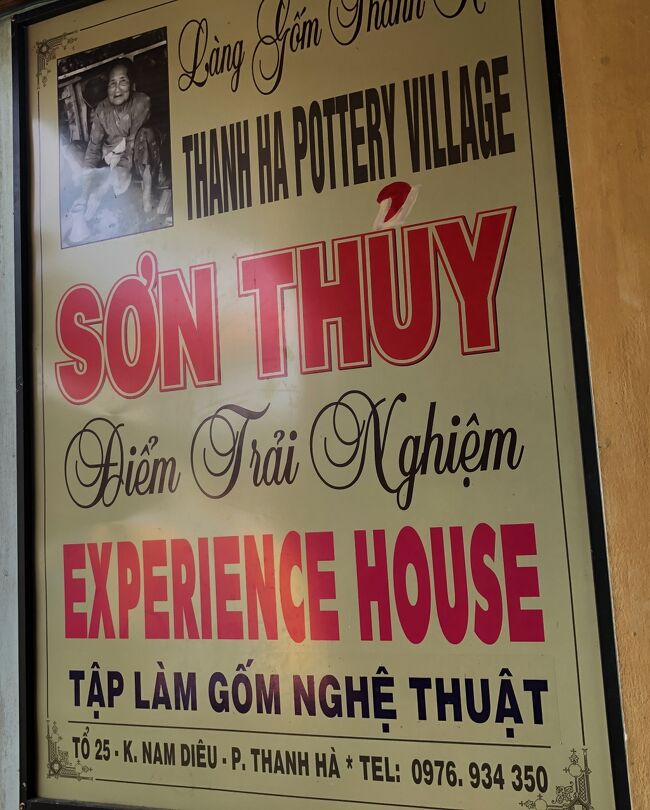 Làng Gốm Thanh
THANH HA POTTERY VILLAGE
SƠN THỦY
Điểm Trải Nghiệm
EXPERIENCE HOUSE
TẬP LÀM GỐM NGHỆ THUẬT
TỔ 25 - K. NAM DIÊU - P. THANH HÀ * TEL: 0976. 934 350